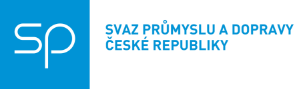 sp
SVAZ PRŮMYSLU A DOPRAVY
ČESKÉ REPUBLIKY